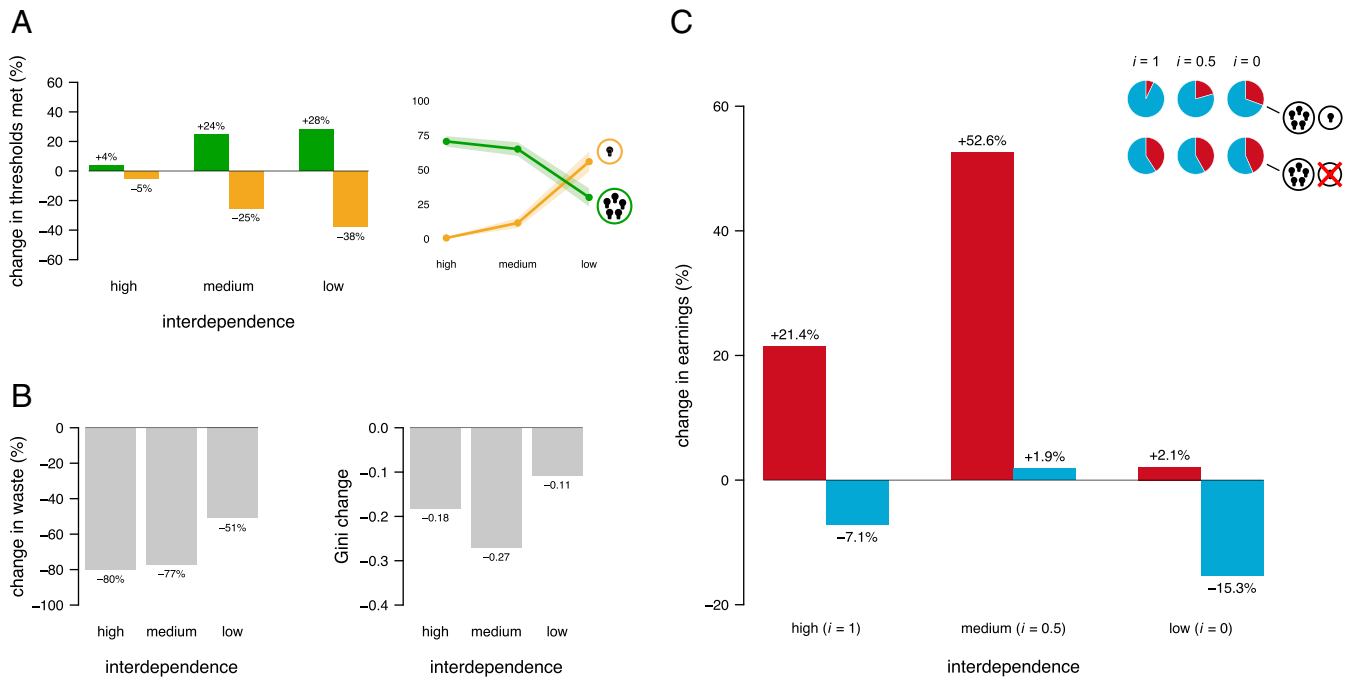 A
change in thresholds met (%)
60
40
20
0
−20
−40
−60
+4%
−5%
+24%
−25%
+28%
−38%
high
medium
low
interdependence
100
75
50
25
0
high
medium
low
B
change in waste (%)
0
−20
−40
−60
−80
−100
−80%
−77%
−51%
high
medium
low
interdependence
Gini change
0.0
−0.1
−0.2
−0.3
−0.4
−0.18
−0.27
−0.11
high
medium
low
interdependence
C
i = 1
i = 0.5
i = 0
change in earnings (%)
60
40
20
0
−20
+21.4%
−7.1%
+52.6%
+1.9%
+2.1%
−15.3%
high (i = 1)
medium (i = 0.5)
low (i = 0)
interdependence